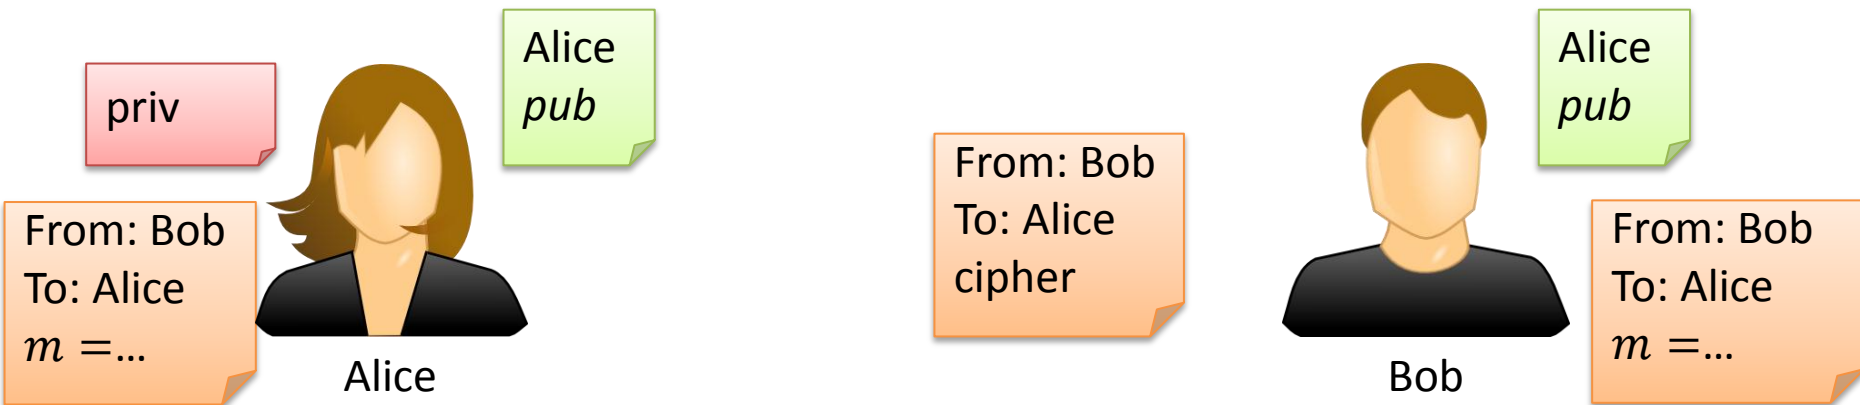 priv
Alice
pub
From: Bob
To: Alice
m =...
Alice
From: Bob
To: Alice
cipher
Alice
pub
From: Bob
To: Alice
m =...
Bob